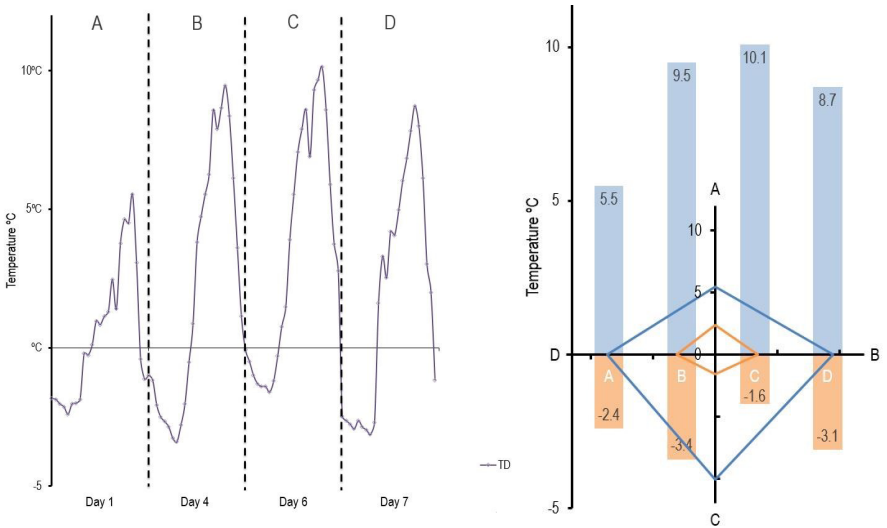 A B C D
10ºC
5ºC
ºC
-5
Temperature ºC
Day 1 Day 4 Day 6 Day 7
TD
10
5
0
-5
Temperature ºC
5.5 9.5 10.1 8.7
A
10
5
0
D B
A B C D
-2.4 -3.4 -1.6 -3.1
C